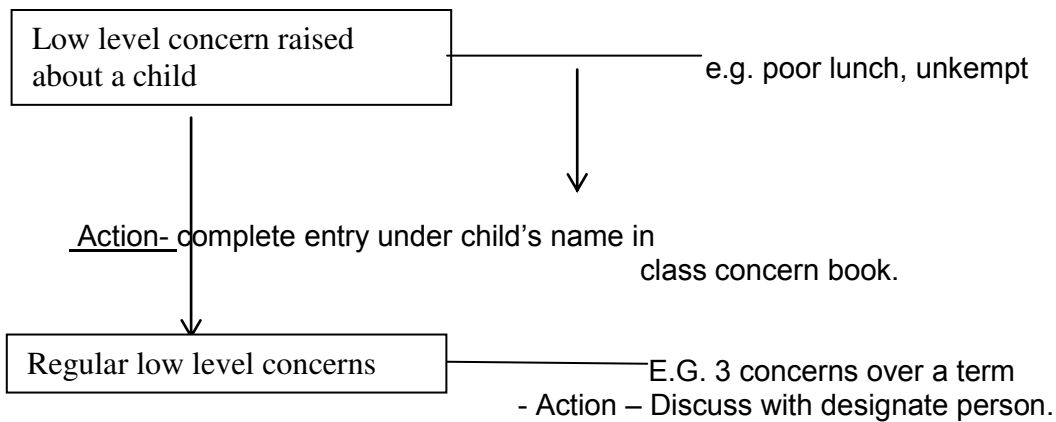 Low level concern raised
about a child
e.g. poor lunch, unkempt
Action- complete entry under child’s name in
class concern book.
Regular low level concerns
E.G. 3 concerns over a term
- Action – Discuss with designate person.